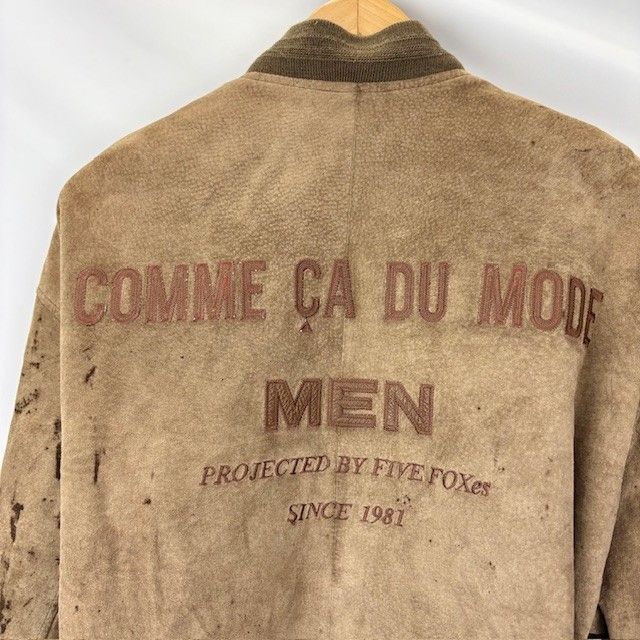 COMME ÇA DU MODE
MEN
PROJECTED BY FIVE FOXes
SINCE 1981